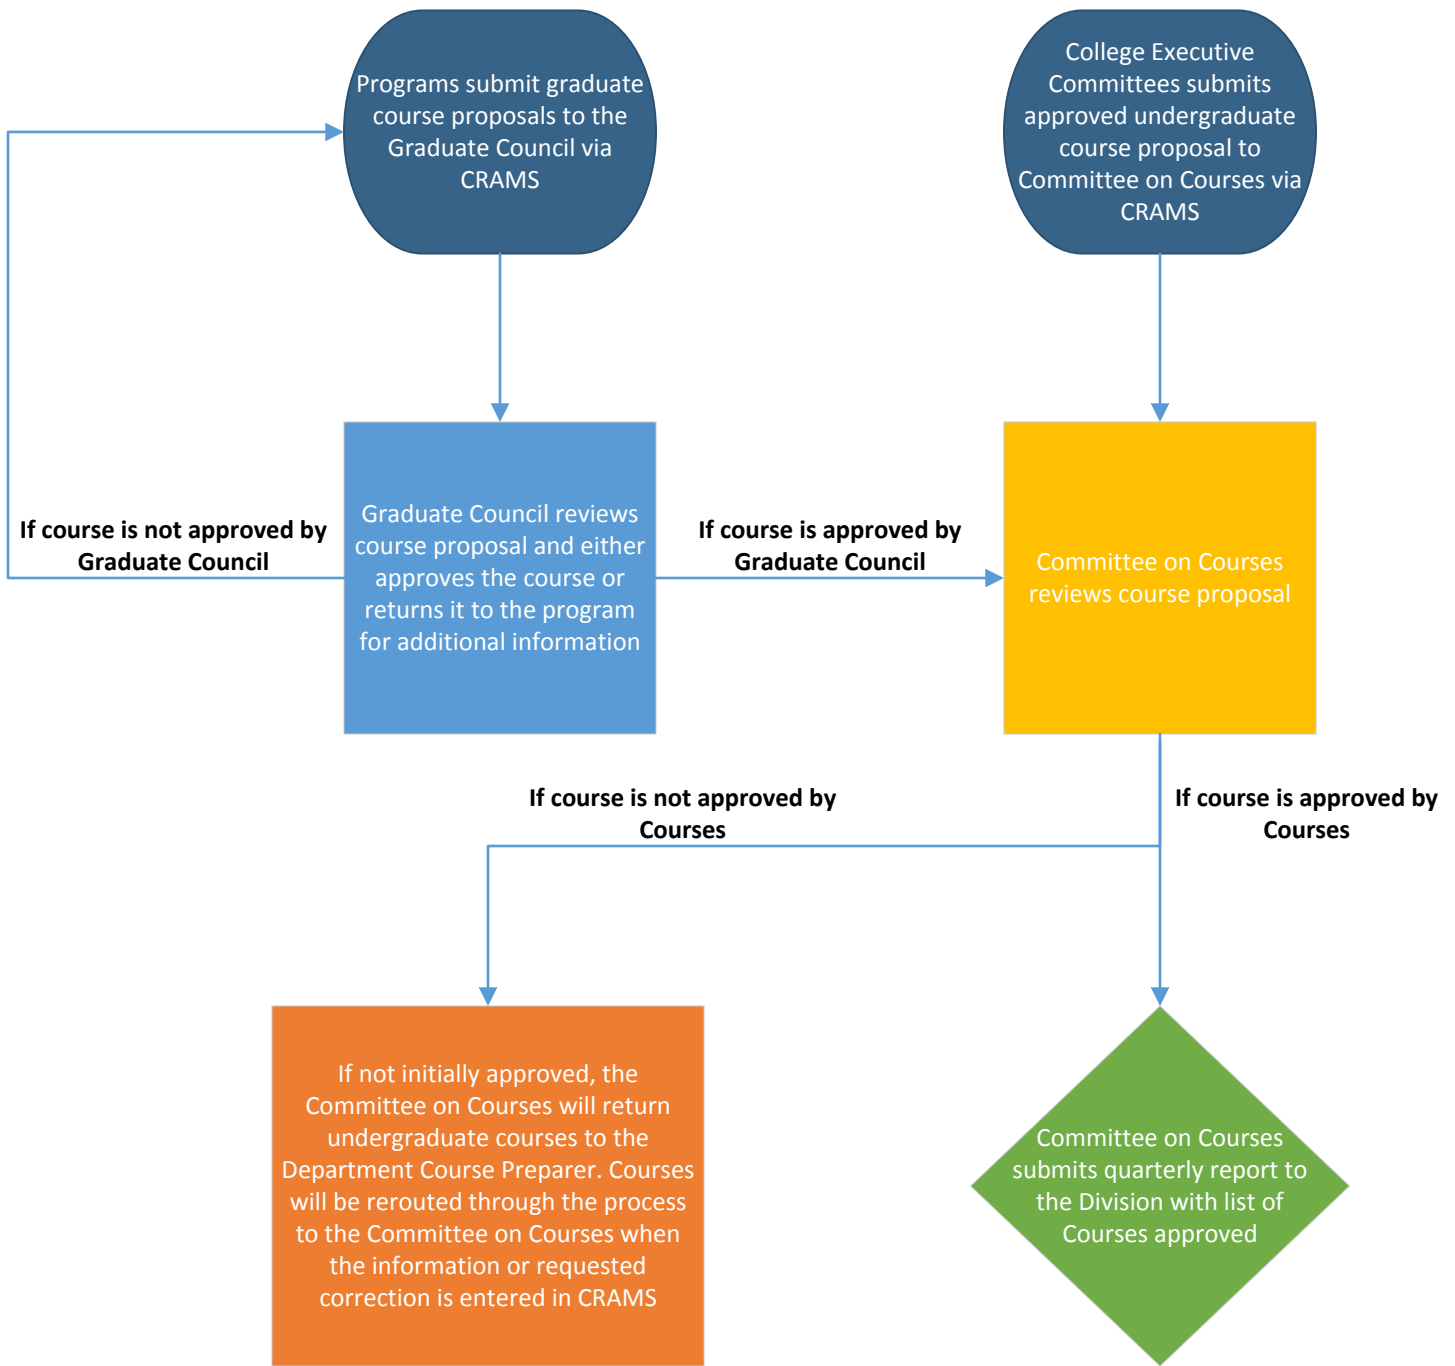 Programs submit graduate
course proposals to the
Graduate Council via
CRAMS
College Executive
Committees submits
approved undergraduate
course proposal to
Committee on Courses via
CRAMS
If course is not approved by
Graduate Council
Graduate Council reviews
course proposal and either
approves the course or
returns it to the program
for additional information
If course is approved by
Graduate Council
Committee on Courses
reviews course proposal
If course is not approved by
Courses
If course is approved by
Courses
If not initially approved, the
Committee on Courses will return
undergraduate courses to the
Department Course Preparer. Courses
will be rerouted through the process
to the Committee on Courses when
the information or requested
correction is entered in CRAMS
Committee on Courses
submits quarterly report to
the Division with list of
Courses approved